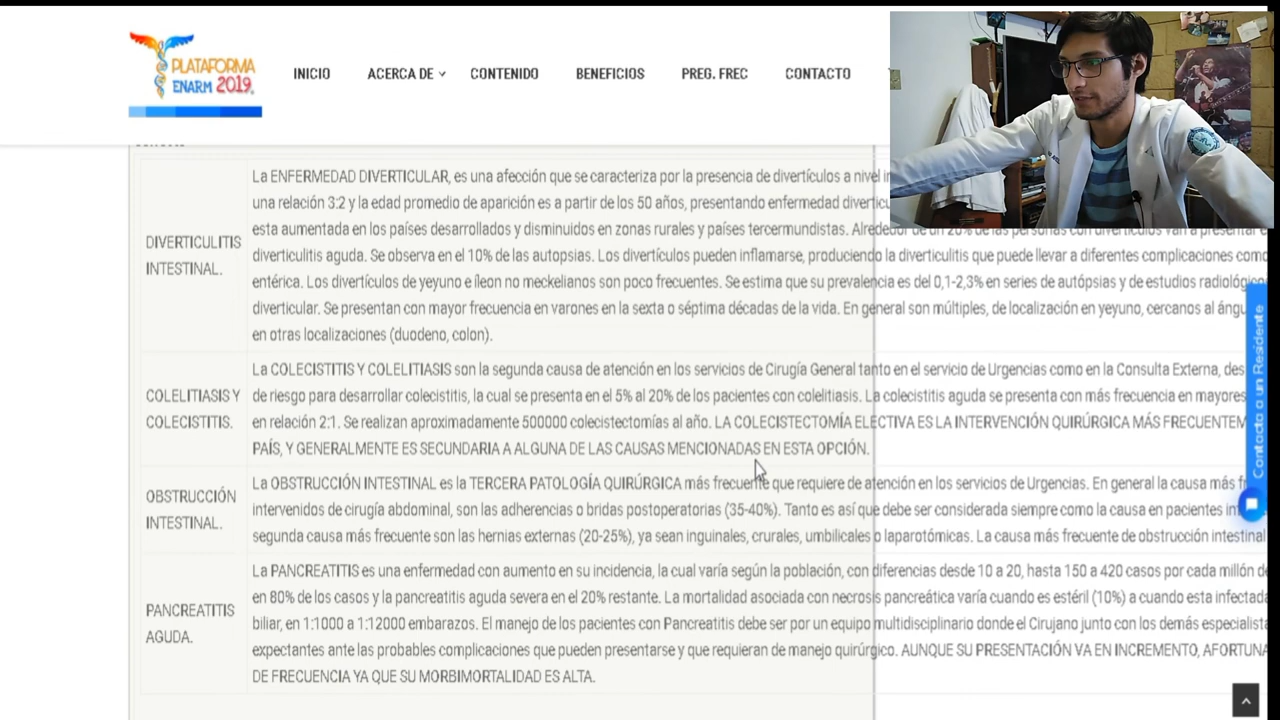 PLATAFORMA
ENARM 2019
INICIO
ACERCA DE
CONTENIDO
BENEFICIOS
PREG. FREC
CONTACTO
DIVERTICULITIS
INTESTINAL.
La ENFERMEDAD DIVERTICULAR, es una afección que se caracteriza por la presencia de divertículos a nivel
una relación 3:2 y la edad promedio de aparición es a partir de los 50 años, presentando enfermedad
esta aumentada en los países desarrollados y disminuidos en zonas rurales y países tercermundistas. Alrededor de un 20% de las personas con divertículos van a presentar
diverticulitis aguda. Se observa en el 10% de las autopsias. Los divertículos pueden inflamarse, produciendo la diverticulitis que puede llevar a diferentes complicaciones como
entérica. Los divertículos de yeyuno e íleon no meckelianos son poco frecuentes. Se estima que su prevalencia es del 0,1-2,3% en series de autópsias y de estudios
diverticular. Se presentan con mayor frecuencia en varones en la sexta o séptima décadas de la vida. En general son múltiples, de localización en yeyuno, cercanos al
en otras localizaciones (duodeno, colon).
COLELITIASIS Y
COLECISTITIS.
La COLECISTITIS Y COLELITIASIS son la segunda causa de atención en los servicios de Cirugía General tanto en el servicio de Urgencias como en la Consulta Externa, des
de riesgo para desarrollar colecistitis, la cual se presenta en el 5% al 20% de los pacientes con colelitiasis. La colecistitis aguda se presenta con más frecuencia en mayores
en relación 2:1. Se realizan aproximadamente 500000 colecistectomías al año. LA COLECISTECTOMÍA ELECTIVA ES LA INTERVENCIÓN QUIRÚRGICA MÁS FRECUENTEM
PAÍS, Y GENERALMENTE ES SECUNDARIA A ALGUNA DE LAS CAUSAS MENCIONADAS EN ESTA OPCIÓN.
OBSTRUCCIÓN
INTESTINAL.
La OBSTRUCCIÓN INTESTINAL es la TERCERA PATOLOGÍA QUIRÚRGICA más frecuente que requiere de atención en los servicios de Urgencias. En general la causa más
intervenidos de cirugía abdominal, son las adherencias o bridas postoperatorias (35-40%). Tanto es así que debe ser considerada siempre como la causa en pacientes
segunda causa más frecuente son las hernias externas (20-25%), ya sean inguinales, crurales, umbilicales o laparotómicas. La causa más frecuente de obstrucción intestinal
PANCREATITIS
AGUDA.
La PANCREATITIS es una enfermedad con aumento en su incidencia, la cual varía según la población, con diferencias desde 10 a 20, hasta 150 a 420 casos por cada millón de
en 80% de los casos y la pancreatitis aguda severa en el 20% restante. La mortalidad asociada con necrosis pancreática varía cuando es estéril (10%) a cuando esta infectada
biliar, en 1:1000 a 1:12000 embarazos. El manejo de los pacientes con Pancreatitis debe ser por un equipo multidisciplinario donde el Cirujano junto con los demás especialista
expectantes ante las probables complicaciones que pueden presentarse y que requieran de manejo quirúrgico. AUNQUE SU PRESENTACIÓN VA EN INCREMENTO, AFORTUNA
DE FRECUENCIA YA QUE SU MORBIMORTALIDAD ES ALTA.
Contacta a un Residente